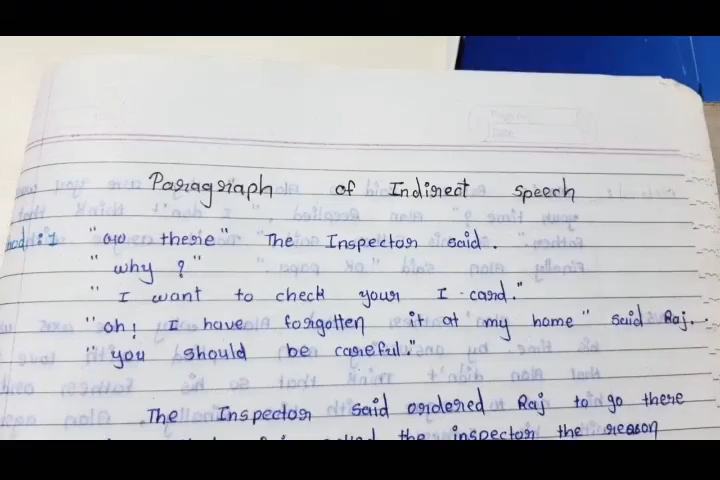 Paragraph of Indirect speech
"Go there" The Inspector said.
"why ?"
"I want to check your I-card."
"oh! I have forgotten it at my home" said Raj.
"you should be careful."
The Inspector said ordered Raj to go there
the inspector the reason